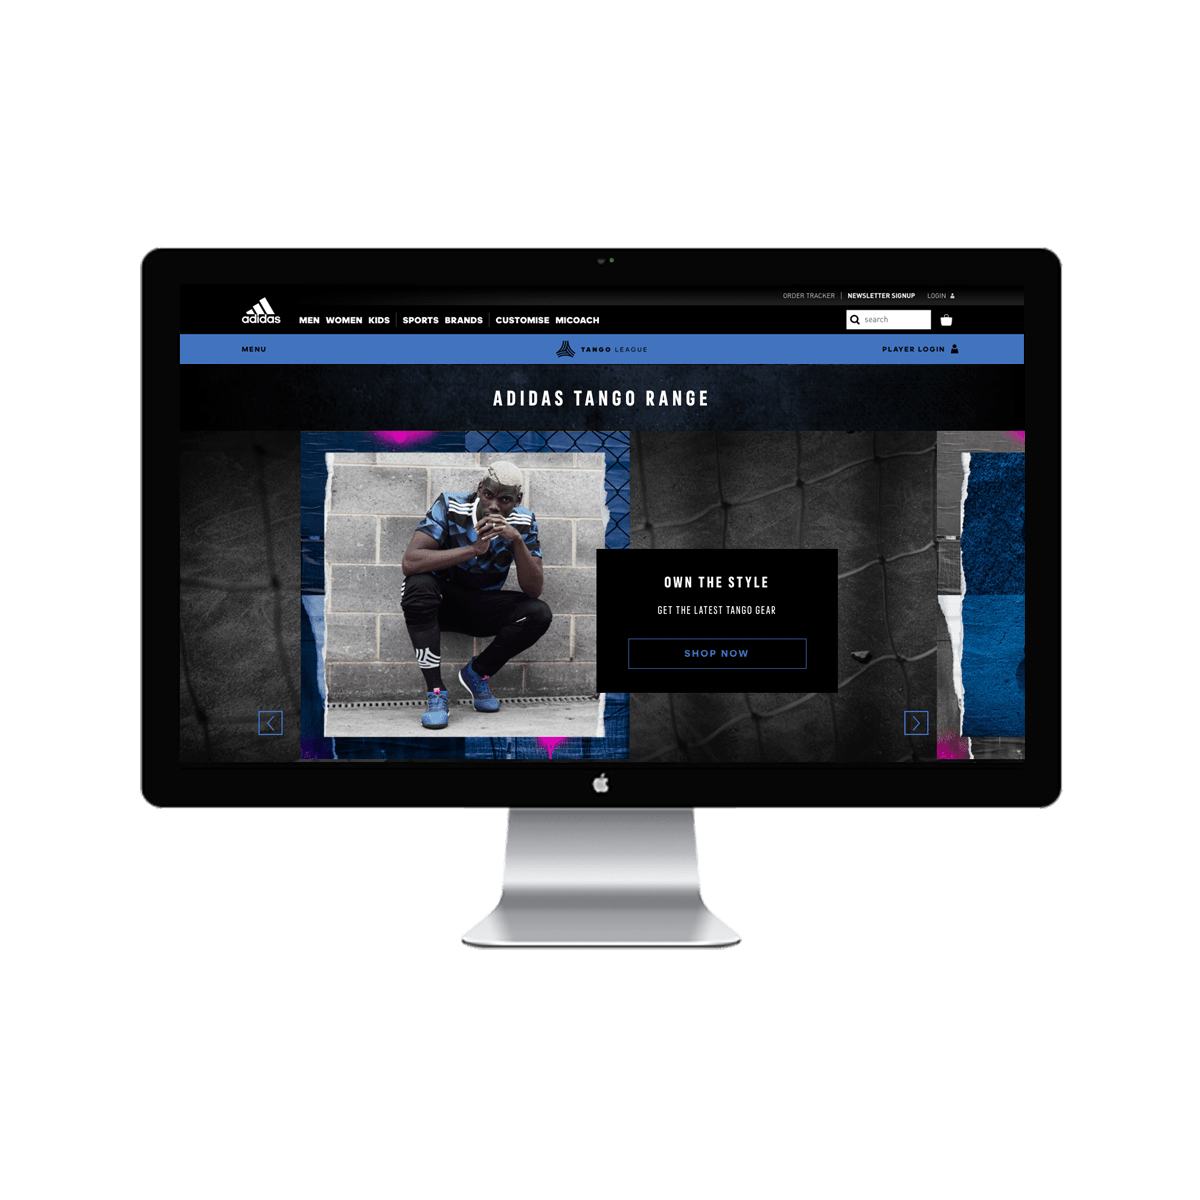 ORDER TRACKER | NEWSLETTER SIGNUP LOGIN
adidas MEN WOMEN KIDS SPORTS BRANDS CUSTOMISE MICOACH search
MENU TANGO LEAGUE PLAYER LOGIN
ADIDAS TANGO RANGE
OWN THE STYLE
GET THE LATEST TANGO GEAR
SHOP NOW